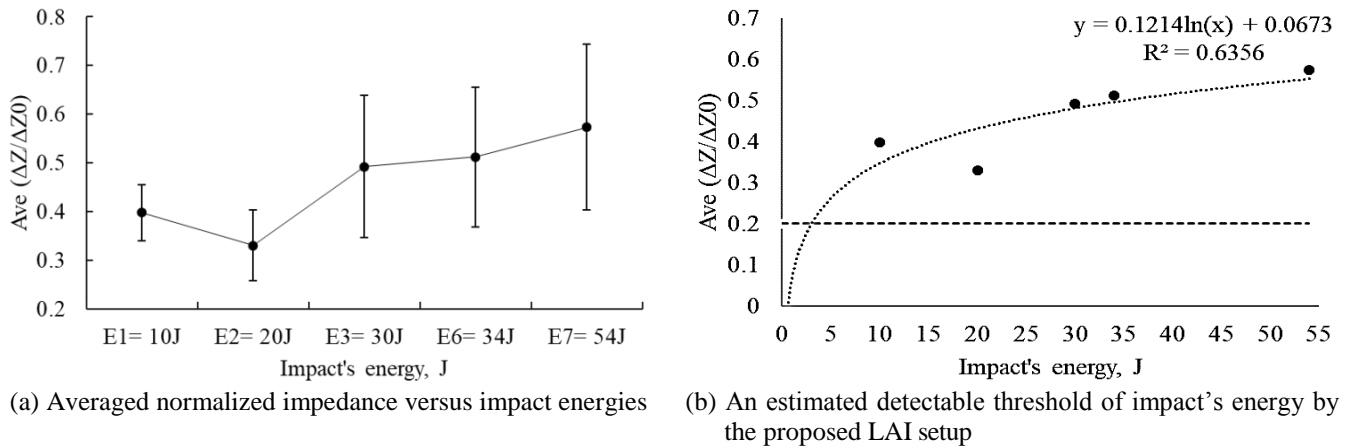 0.8
0.7
0.6
0.5
0.4
0.3
0.2
Ave (ΔZ/ΔZ0)
E1= 10J E2= 20J E3= 30J E6= 34J E7= 54J
Impact's energy, J
(a) Averaged normalized impedance versus impact energies
0.7
0.6
0.5
0.4
0.3
0.2
0.1
0
Ave (ΔZ/ΔZ0)
y = 0.1214ln(x) + 0.0673
R² = 0.6356
0 5 10 15 20 25 30 35 40 45 50 55
Impact's energy, J
(b) An estimated detectable threshold of impact’s energy by
the proposed LAI setup